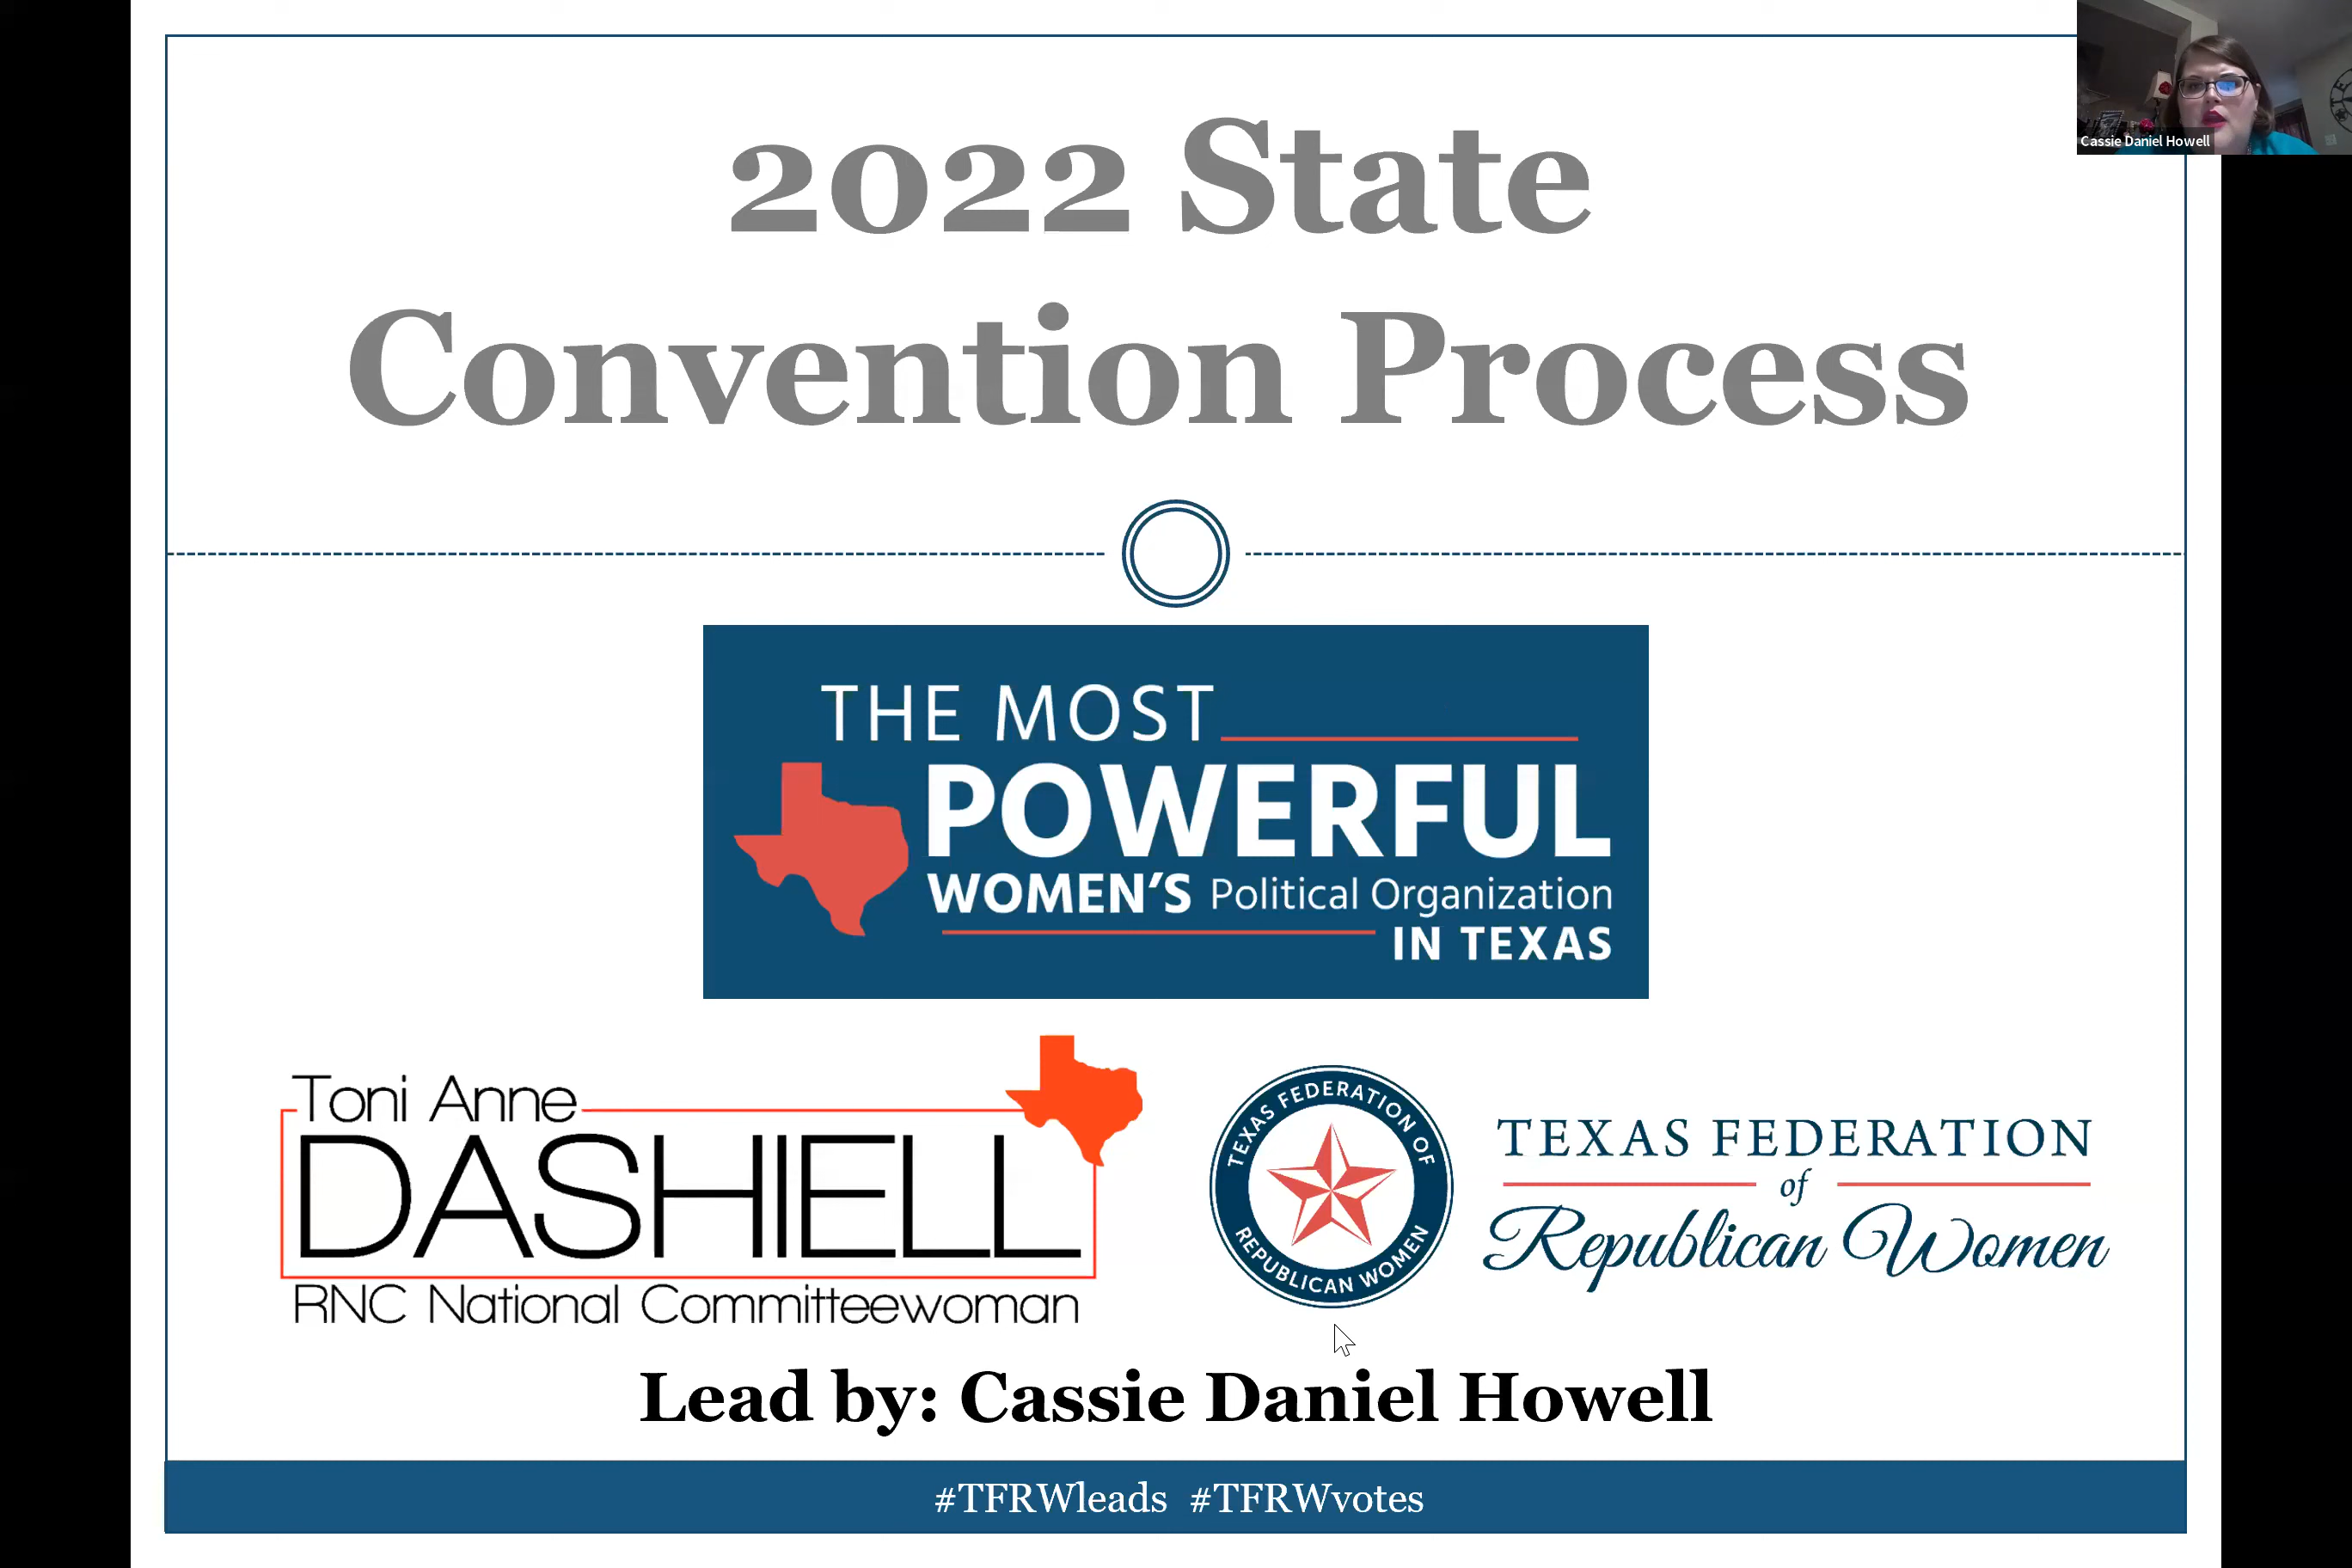 2022 State
Convention Process
Cassie Daniel Howell
THE MOST
POWERFUL
WOMEN'S Political Organization
IN TEXAS
Toni Anne
DASHIELL
RNC National Committeewoman
TEXAS FEDERATION OF
REPUBLICAN WOMEN
TEXAS FEDERATION
of
Republican Women
Lead by: Cassie Daniel Howell
#TFRWleads #TFRWvotes